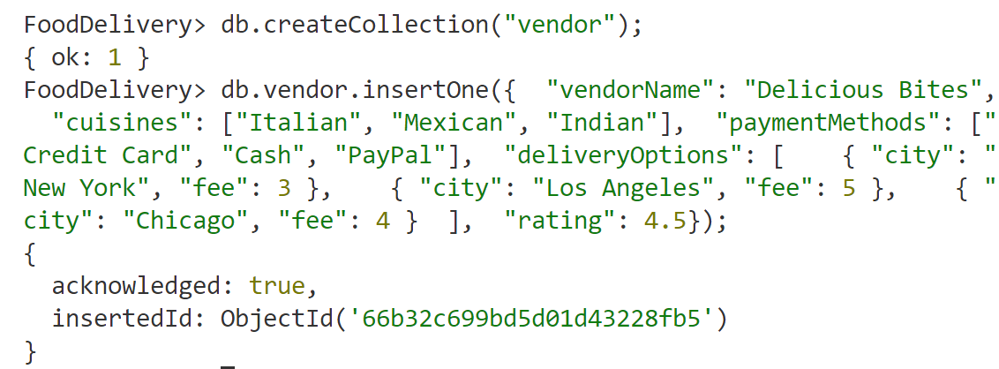 FoodDelivery> db.createCollection("vendor");
{ ok: 1 }
FoodDelivery> db.vendor.insertOne({  "vendorName": "Delicious Bites",
  "cuisines": ["Italian", "Mexican", "Indian"],  "paymentMethods": ["
Credit Card", "Cash", "PayPal"],  "deliveryOptions": [    { "city": "
New York", "fee": 3 },    { "city": "Los Angeles", "fee": 5 },    { "
city": "Chicago", "fee": 4 }  ],  "rating": 4.5});
{
  acknowledged: true,
  insertedId: ObjectId('66b32c699bd5d01d43228fb5')
}